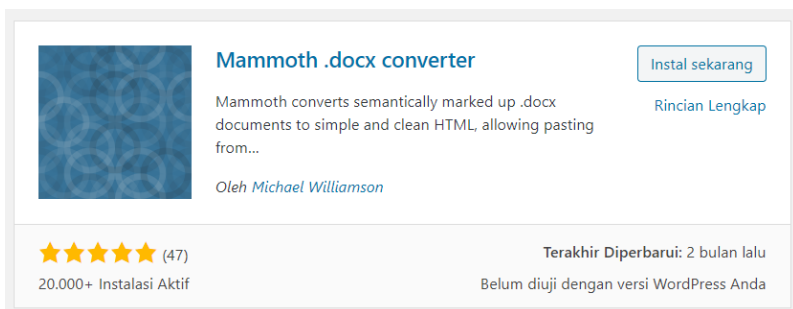 Mammoth .docx converter
Instal sekarang
Rincian Lengkap
Mammoth converts semantically marked up .docx
documents to simple and clean HTML, allowing pasting
from...
Oleh Michael Williamson
(47)
20.000+ Instalasi Aktif
Terakhir Diperbarui: 2 bulan lalu
Belum diuji dengan versi WordPress Anda